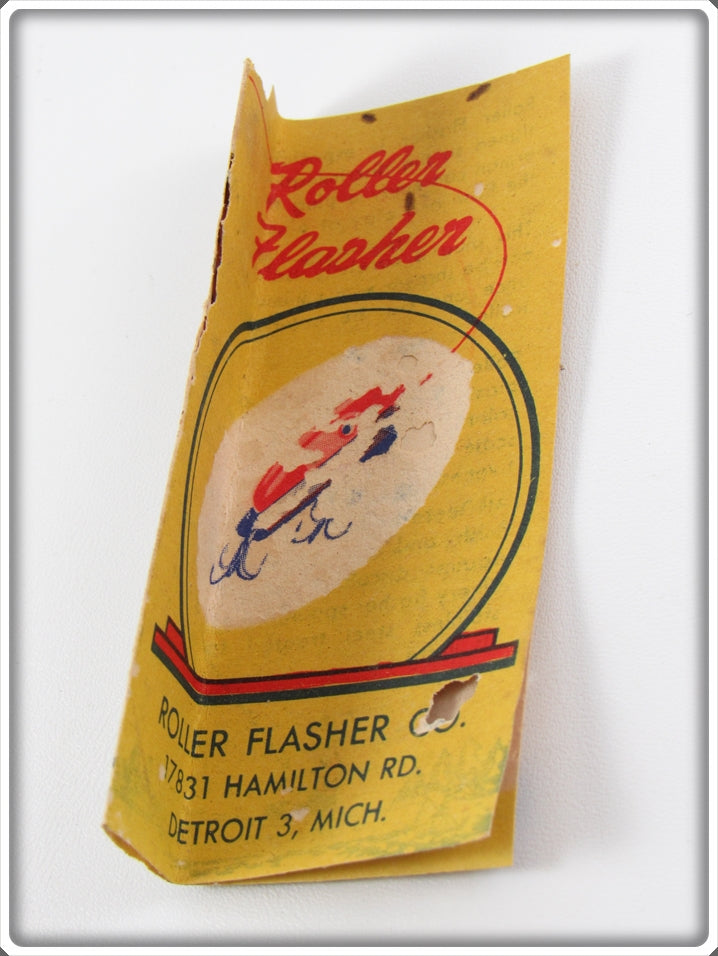 Roller
Flasher
ROLLER FLASHER CO.
17831 HAMILTON RD.
DETROIT 3, MICH.